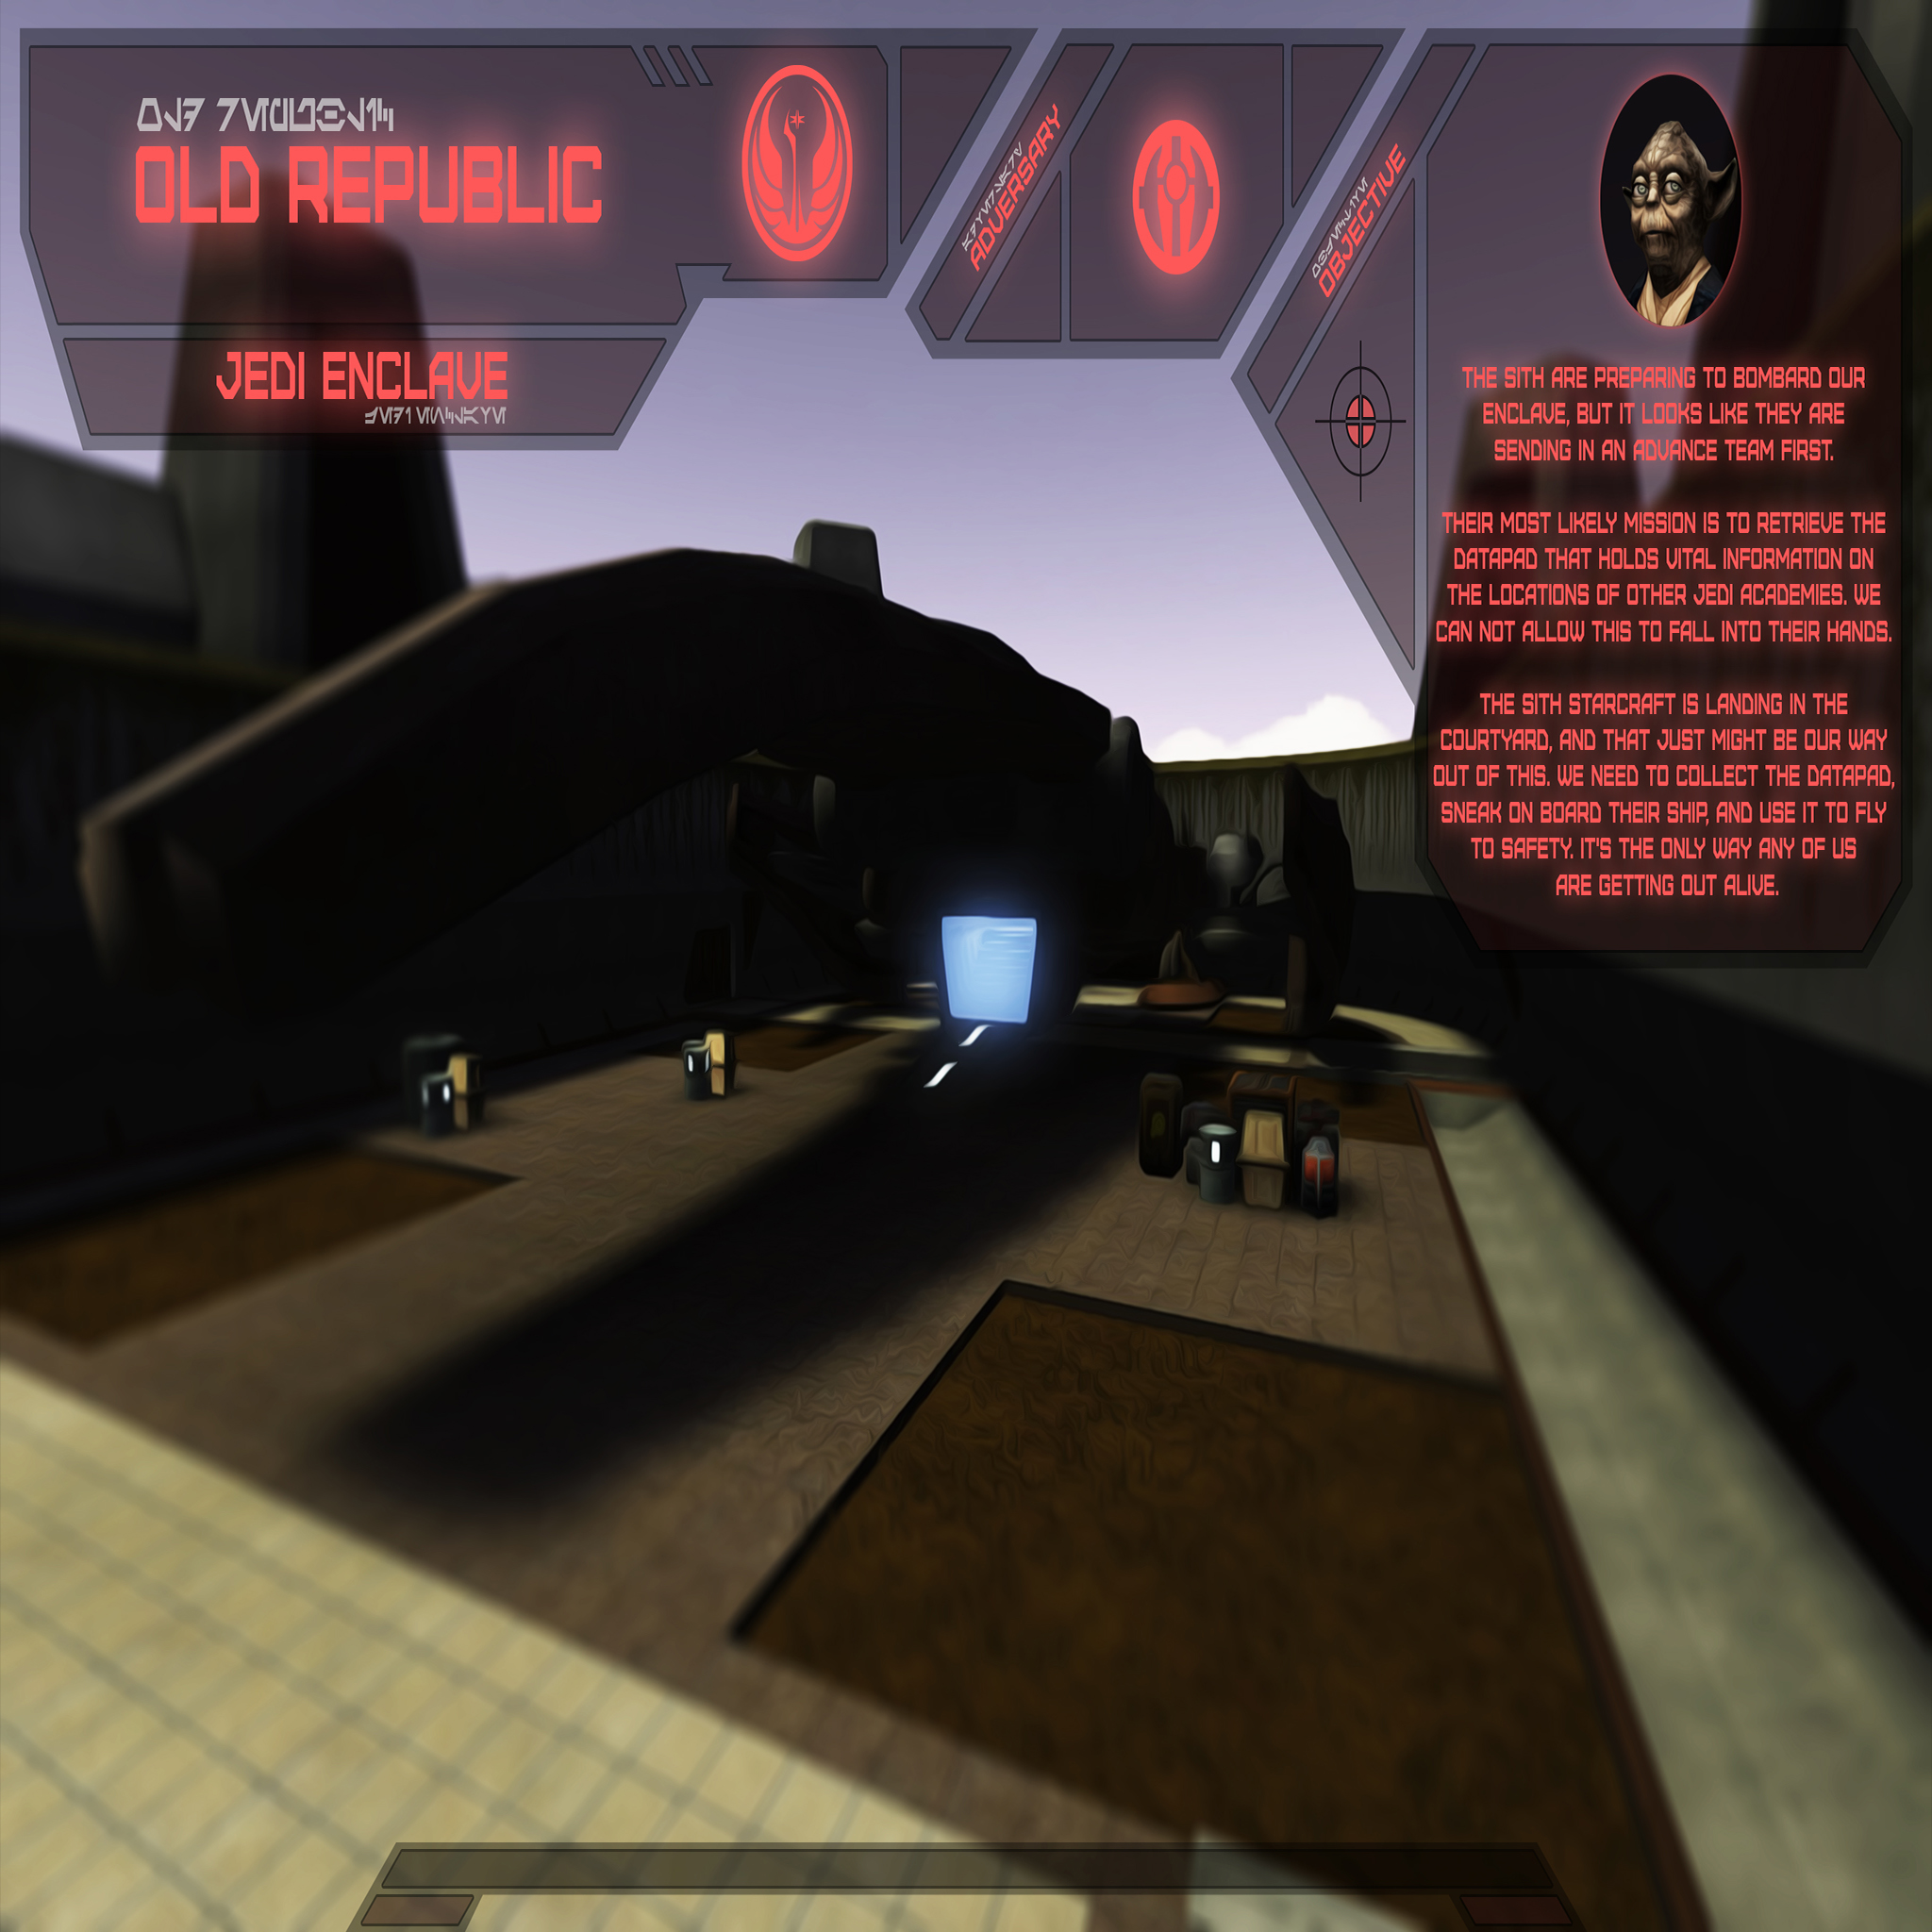 OLD REPUBLIC
JEDI ENCLAVE
ADVERSARY
OBJECTIVE
THE SITH ARE PREPARING TO BOMBARD OUR
ENCLAVE, BUT IT LOOKS LIKE THEY ARE
SENDING IN AN ADVANCE TEAM FIRST.
THEIR MOST LIKELY MISSION IS TO RETRIEVE THE
DATAPAD THAT HOLDS VITAL INFORMATION ON
THE LOCATIONS OF OTHER JEDI ACADEMIES. WE
CAN NOT ALLOW THIS TO FALL INTO THEIR HANDS.
THE SITH STARCRAFT IS LANDING IN THE
COURTYARD, AND THAT JUST MIGHT BE OUR WAY
OUT OF THIS. WE NEED TO COLLECT THE DATAPAD,
SNEAK ON BOARD THEIR SHIP, AND USE IT TO FLY
TO SAFETY. IT'S THE ONLY WAY ANY OF US
ARE GETTING OUT ALIVE.